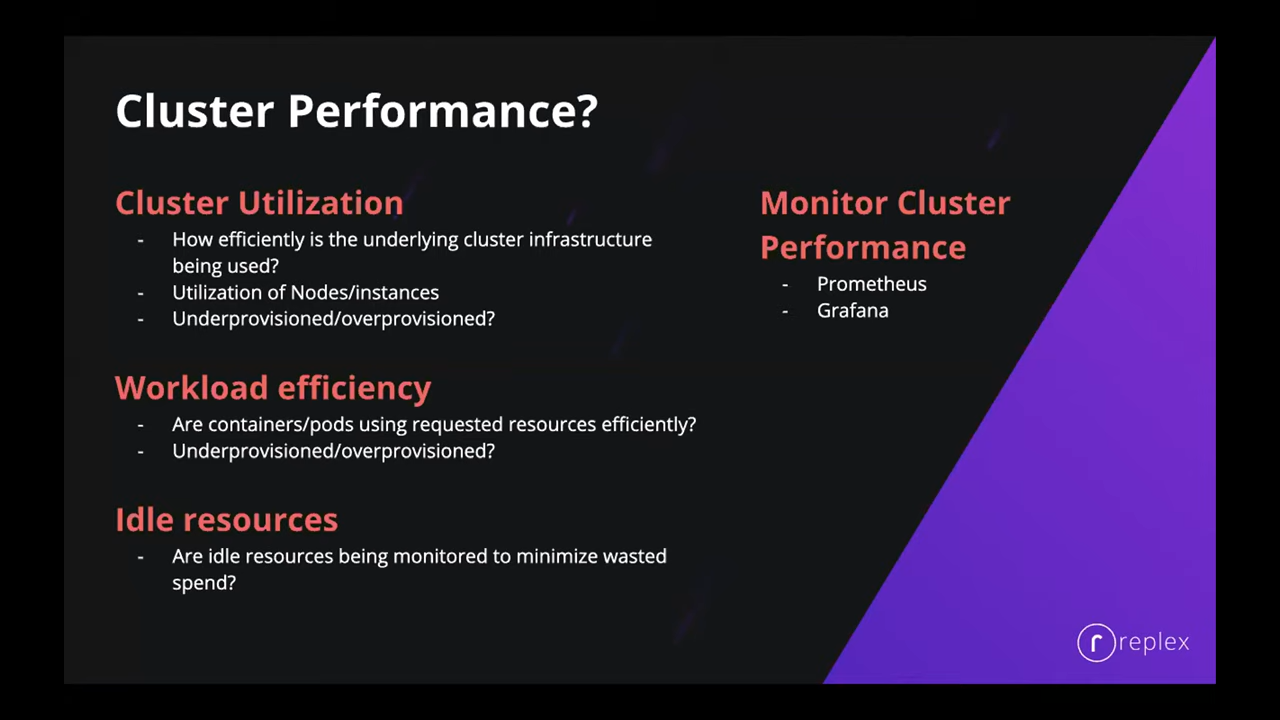 Cluster Performance?
Cluster Utilization
- How efficiently is the underlying cluster infrastructure
being used?
- Utilization of Nodes/instances
- Underprovisioned/overprovisioned?
Workload efficiency
- Are containers/pods using requested resources efficiently?
- Underprovisioned/overprovisioned?
Idle resources
- Are idle resources being monitored to minimize wasted
spend?
Monitor Cluster
Performance
- Prometheus
- Grafana
r replex